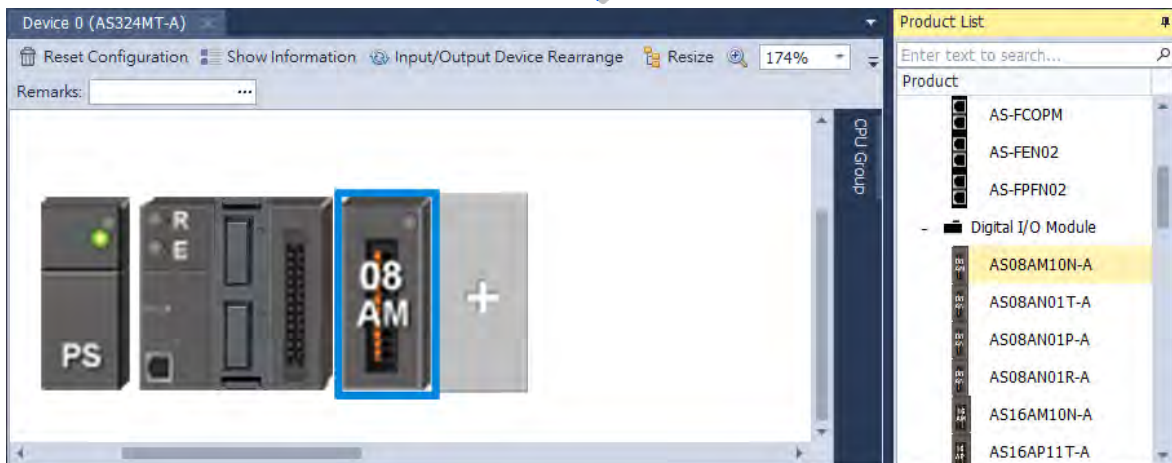 Device 0 (AS324MT-A)
Reset Configuration Show Information Input/Output Device Rearrange Resize 174%
Remarks: ...
PS
R
E
08
AM
+
CPU Group
Product List
Enter text to search...
Product
AS-FCOPM
AS-FEN02
AS-FPFN02
- Digital I/O Module
AS08AM10N-A
AS08AN01T-A
AS08AN01P-A
AS08AN01R-A
AS16AM10N-A
AS16AP11T-A